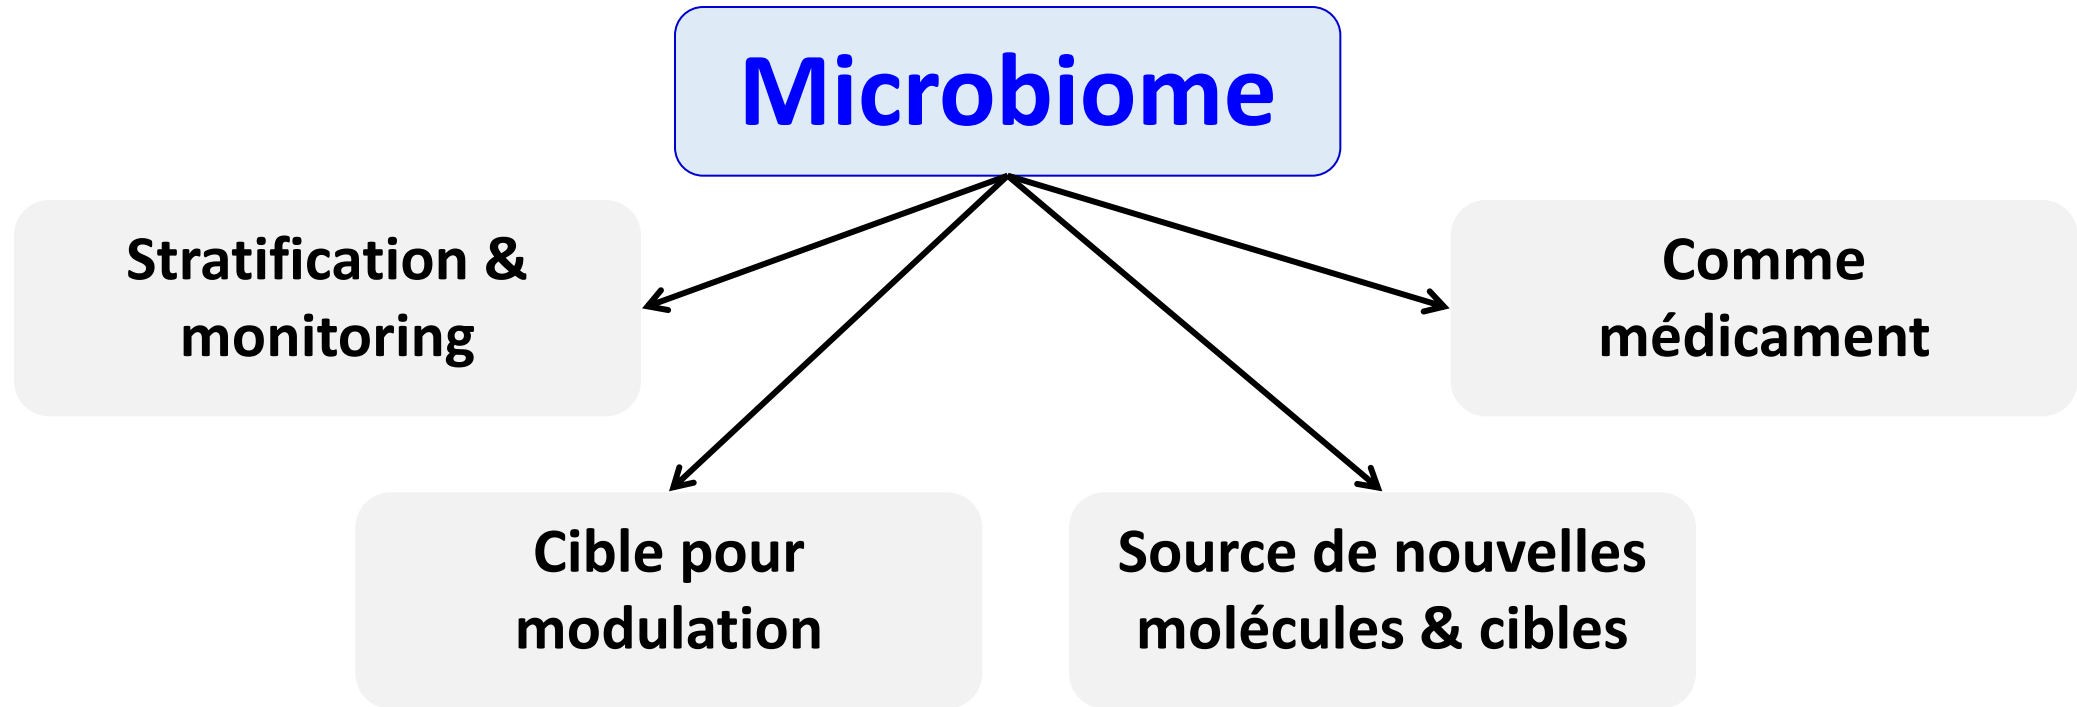 Microbiome
Stratification &
monitoring
Comme
médicament
Cible pour
modulation
Source de nouvelles
molécules & cibles